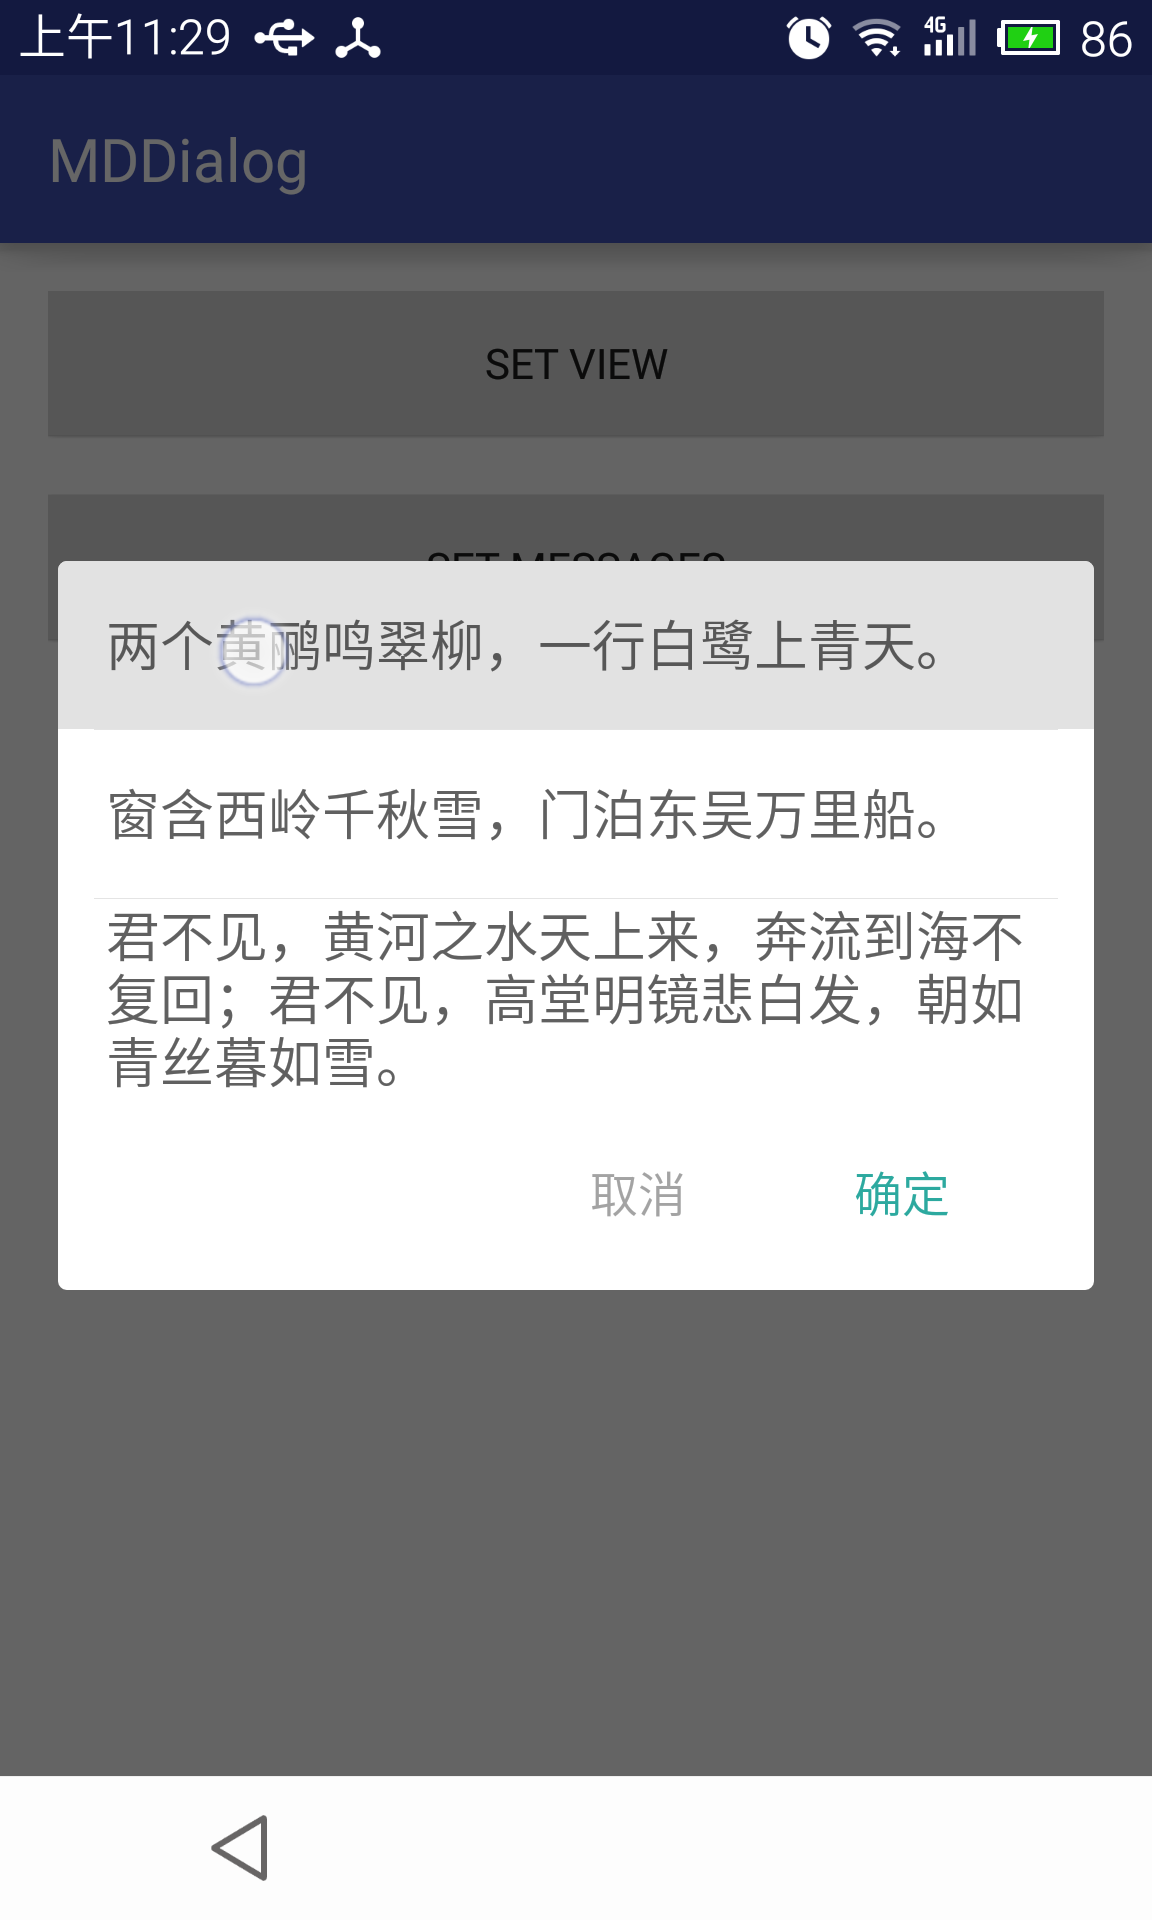 上午11:29
4G
86
MDDialog
SET VIEW
SET MESSAGES
两个黄鹂鸣翠柳，一行白鹭上青天。
窗含西岭千秋雪，门泊东吴万里船。
君不见，黄河之水天上来，奔流到海不
复回；君不见，高堂明镜悲白发，朝如
青丝暮如雪。
取消
确定